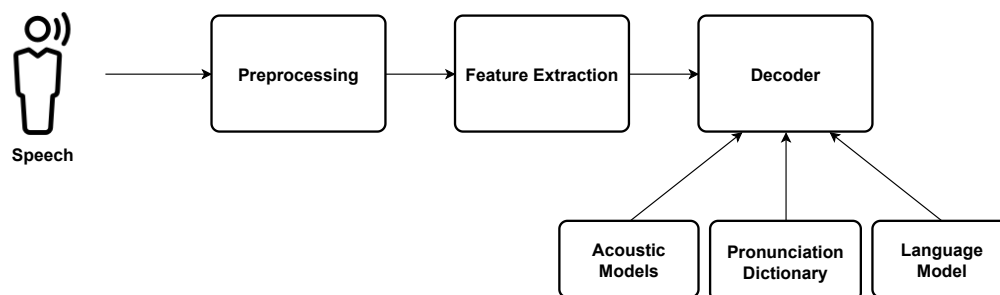 Preprocessing
Feature Extraction
Decoder
Speech
Acoustic
Models
Pronunciation
Dictionary
Language
Model